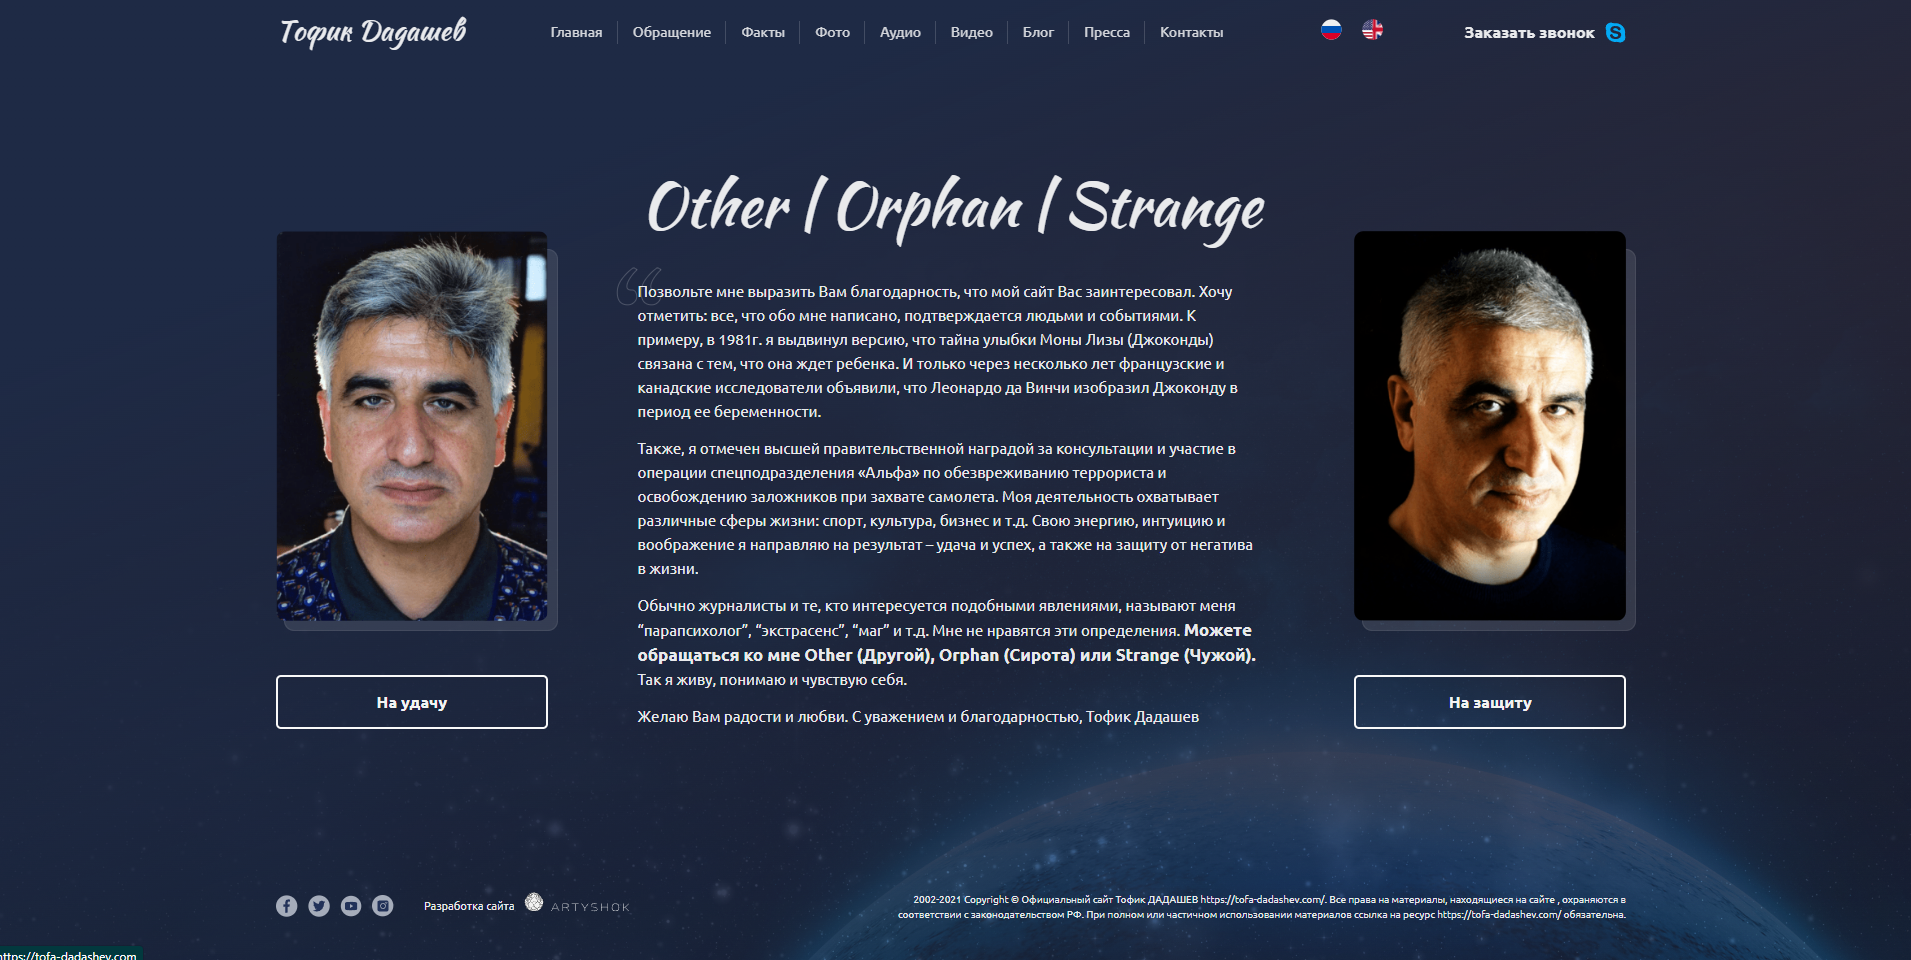 Тофик Дадашев
Главная
Обращение
Факты
Фото
Аудио
Видео
Блог
Пресса
Контакты
Заказать звонок
Other | Orphan | Strange
Позвольте мне выразить Вам благодарность, что мой сайт Вас заинтересовал. Хочу
отметить: все, что обо мне написано, подтверждается людьми и событиями. К
примеру, в 1981г. я выдвинул версию, что тайна улыбки Моны Лизы (Джоконды)
связана с тем, что она ждет ребенка. И только через несколько лет французские и
канадские исследователи объявили, что Леонардо да Винчи изобразил Джоконду в
период ее беременности.
Также, я отмечен высшей правительственной наградой за консультации и участие в
операции спецподразделения «Альфа» по обезвреживанию террориста и
освобождению заложников при захвате самолета. Моя деятельность охватывает
различные сферы жизни: спорт, культура, бизнес и т.д. Свою энергию, интуицию и
воображение я направляю на результат – удача и успех, а также на защиту от негатива
в жизни.
Обычно журналисты и те, кто интересуется подобными явлениями, называют меня
“парапсихолог”, “экстрасенс”, “маг” и т.д. Мне не нравятся эти определения. Можете
обращаться ко мне Other (Другой), Orphan (Сирота) или Strange (Чужой).
Так я живу, понимаю и чувствую себя.
Желаю Вам радости и любви. С уважением и благодарностью, Тофик Дадашев
На удачу
На защиту
Разработка сайта
ARTYSHOK
2002-2021 Copyright © Официальный сайт Тофик ДАДАШЕВ https://tofa-dadashev.com/. Все права на материалы, находящиеся на сайте , охраняются в
соответствии с законодательством РФ. При полном или частичном использовании материалов ссылка на ресурс https://tofa-dadashev.com/ обязательна.
https://tofa-dadashev.com